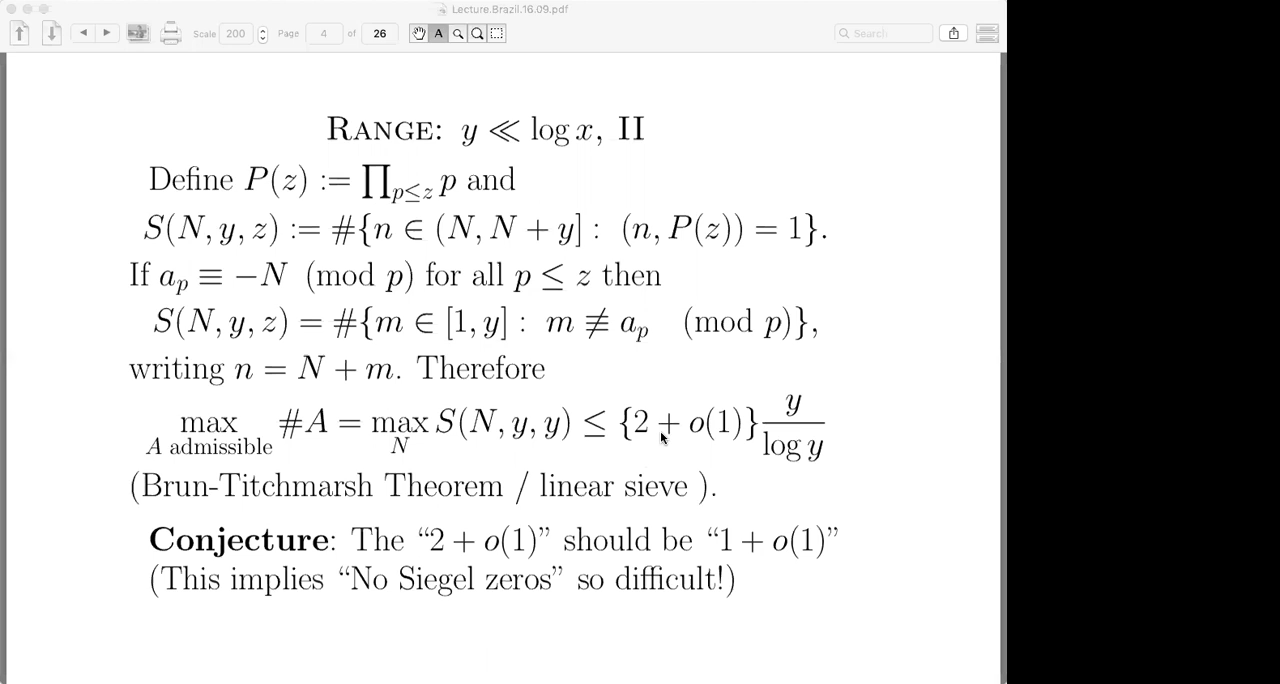 Lecture.Brazil.16.09.pdf
Scale 200 Page 4 of 26 A Search
RANGE: y ≪ log x, II
Define P(z) := ∏_{p≤z} p and
S(N, y, z) := #{n ∈ (N, N + y] : (n, P(z)) = 1}.
If a_p ≡ −N (mod p) for all p ≤ z then
S(N, y, z) = #{m ∈ [1, y] : m ≢ a_p (mod p)},
writing n = N + m. Therefore
max_{A admissible} #A = max_N S(N, y, y) ≤ {2 + o(1)} y/log y
(Brun-Titchmarsh Theorem / linear sieve ).
Conjecture: The “2 + o(1)” should be “1 + o(1)”
(This implies “No Siegel zeros” so difficult!)